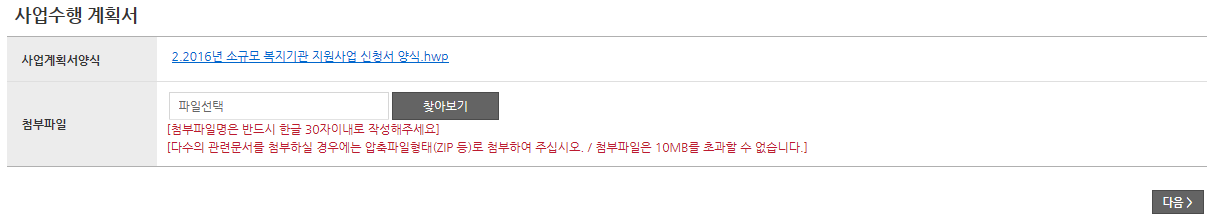 사업수행 계획서
사업계획서양식
2.2016년 소규모 복지기관 지원사업 신청서 양식.hwp
첨부파일
파일선택
찾아보기
[첨부파일명은 반드시 한글 30자이내로 작성해주세요]
[다수의 관련문서를 첨부하실 경우에는 압축파일형태(ZIP 등)로 첨부하여 주십시오. / 첨부파일은 10MB를 초과할 수 없습니다.]
다음 >